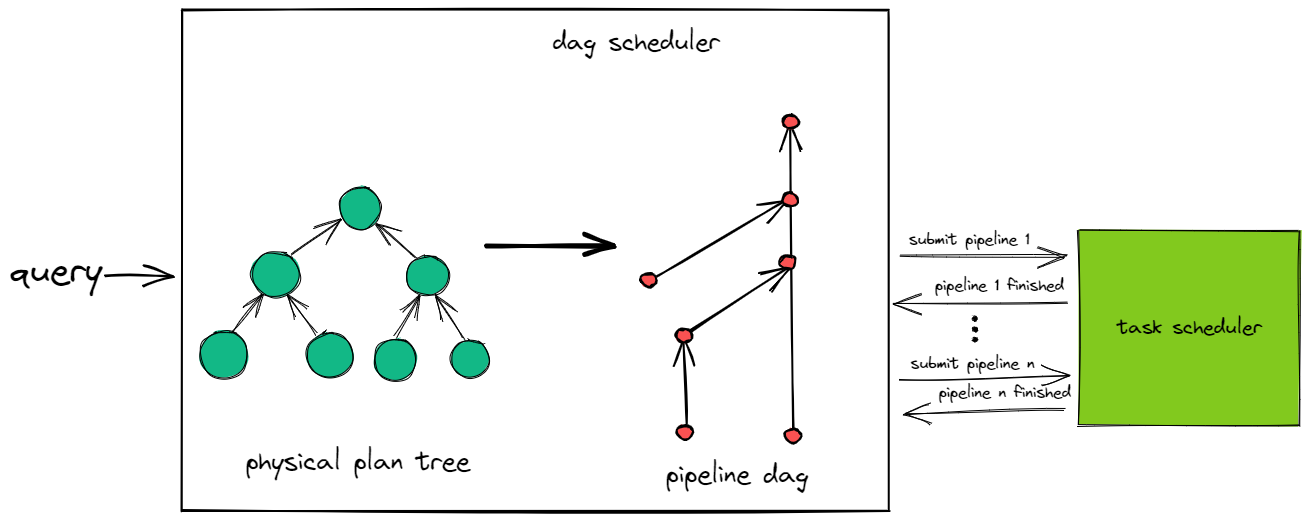 dag scheduler
query
submit pipeline 1
pipeline 1 finished
task scheduler
submit pipeline n
pipeline n finished
physical plan tree
pipeline dag